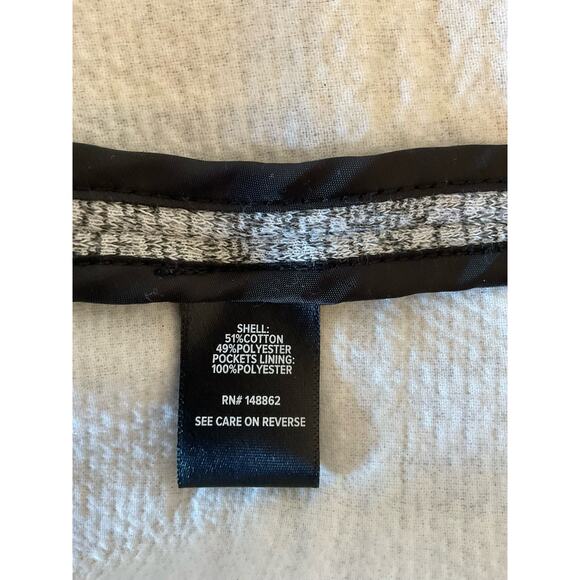 SHELL:
51%COTTON
49%POLYESTER
POCKETS LINING:
100%POLYESTER
RN# 148862
SEE CARE ON REVERSE